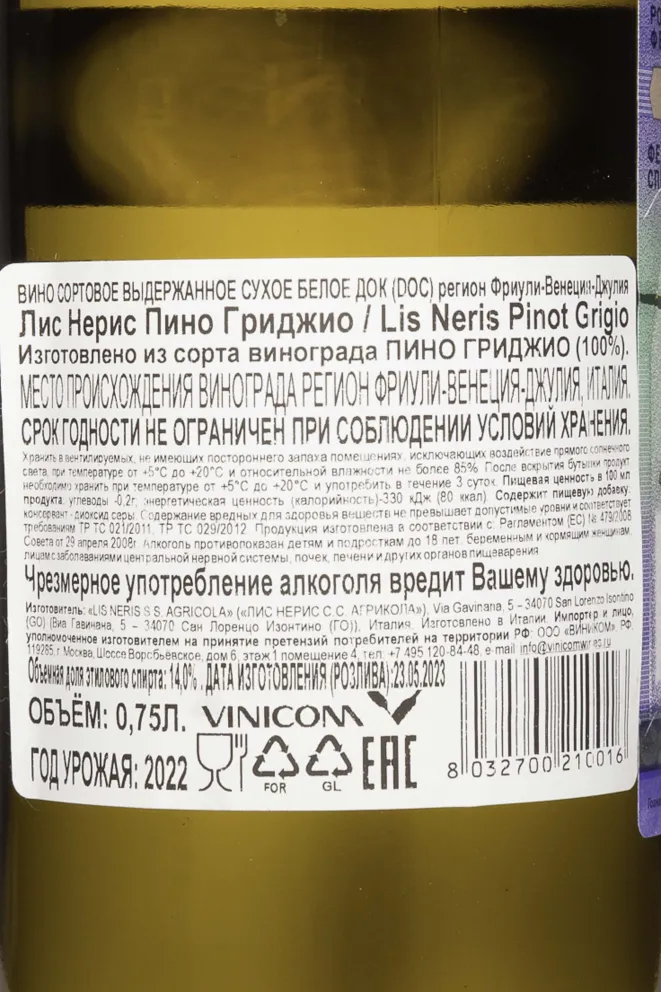 ВИНО СОРТОВОЕ ВЫДЕРЖАННОЕ СУХОЕ БЕЛОЕ ДОК (DOC) регион Фриули-Венеция-Джулия
Лис Нерис Пино Гриджио / Lis Neris Pinot Grigio
Изготовлено из сорта винограда ПИНО ГРИДЖИО (100%).
МЕСТО ПРОИСХОЖДЕНИЯ ВИНОГРАДА РЕГИОН ФРИУЛИ-ВЕНЕЦИЯ-ДЖУЛИЯ, ИТАЛИЯ.
СРОК ГОДНОСТИ НЕ ОГРАНИЧЕН ПРИ СОБЛЮДЕНИИ УСЛОВИЙ ХРАНЕНИЯ.
Хранить в вентилируемых, не имеющих постороннего запаха помещениях, исключающих воздействие прямого солнечного
света, при температуре от +5°С до +20°С и относительной влажности не более 85% После вскрытия бутылки продукт
необходимо хранить при температуре от +5°С до +20°С и употребить в течение 3 суток. Пищевая ценность в 100 мл
продукта: углеводы -0,2г, энергетическая ценность (калорийность)-330 кДж (80 ккал). Содержит пищевую добавку:
консервант - диоксид серы. Содержание вредных для здоровья веществ не превышает допустимые уровни и соответствует
требованиям ТР ТС 021/2011, ТР ТС 029/2012. Продукция изготовлена в соответствии с: Регламентом (ЕС) № 479/2008
Совета от 29 апреля 2008г. Алкоголь противопоказан детям и подросткам до 18 лет, беременным и кормящим женщинам,
лицам с заболеваниями центральной нервной системы, почек, печени и других органов пищеварения.
Чрезмерное употребление алкоголя вредит Вашему здоровью.
Изготовитель: «LIS NERIS S.S. AGRICOLA» («ЛИС НЕРИС С.С. АГРИКОЛА»). Via Gavinana, 5 – 34070 San Lorenzo Isontino
(GO) (Виа Гавинана, 5 – 34070 Сан Лоренцо Изонтино (ГО)), Италия. Изготовлено в Италии. Импортер и лицо,
уполномоченное изготовителем на принятие претензий потребителей на территории РФ: ООО «ВИНИКОМ», РФ,
119285 г. Москва, Шоссе Воробьёвское, дом 6, этаж 1 помещение 4, тел. +7 495 120-84-48, e-mail
Объемная доля этилового спирта: 14,0% , ДАТА ИЗГОТОВЛЕНИЯ (РОЗЛИВА):23.05.2023
ОБЪЁМ: 0,75Л. VINICOM
ГОД УРОЖАЯ: 2022
FOR
GL
EAC
8 032700 210016